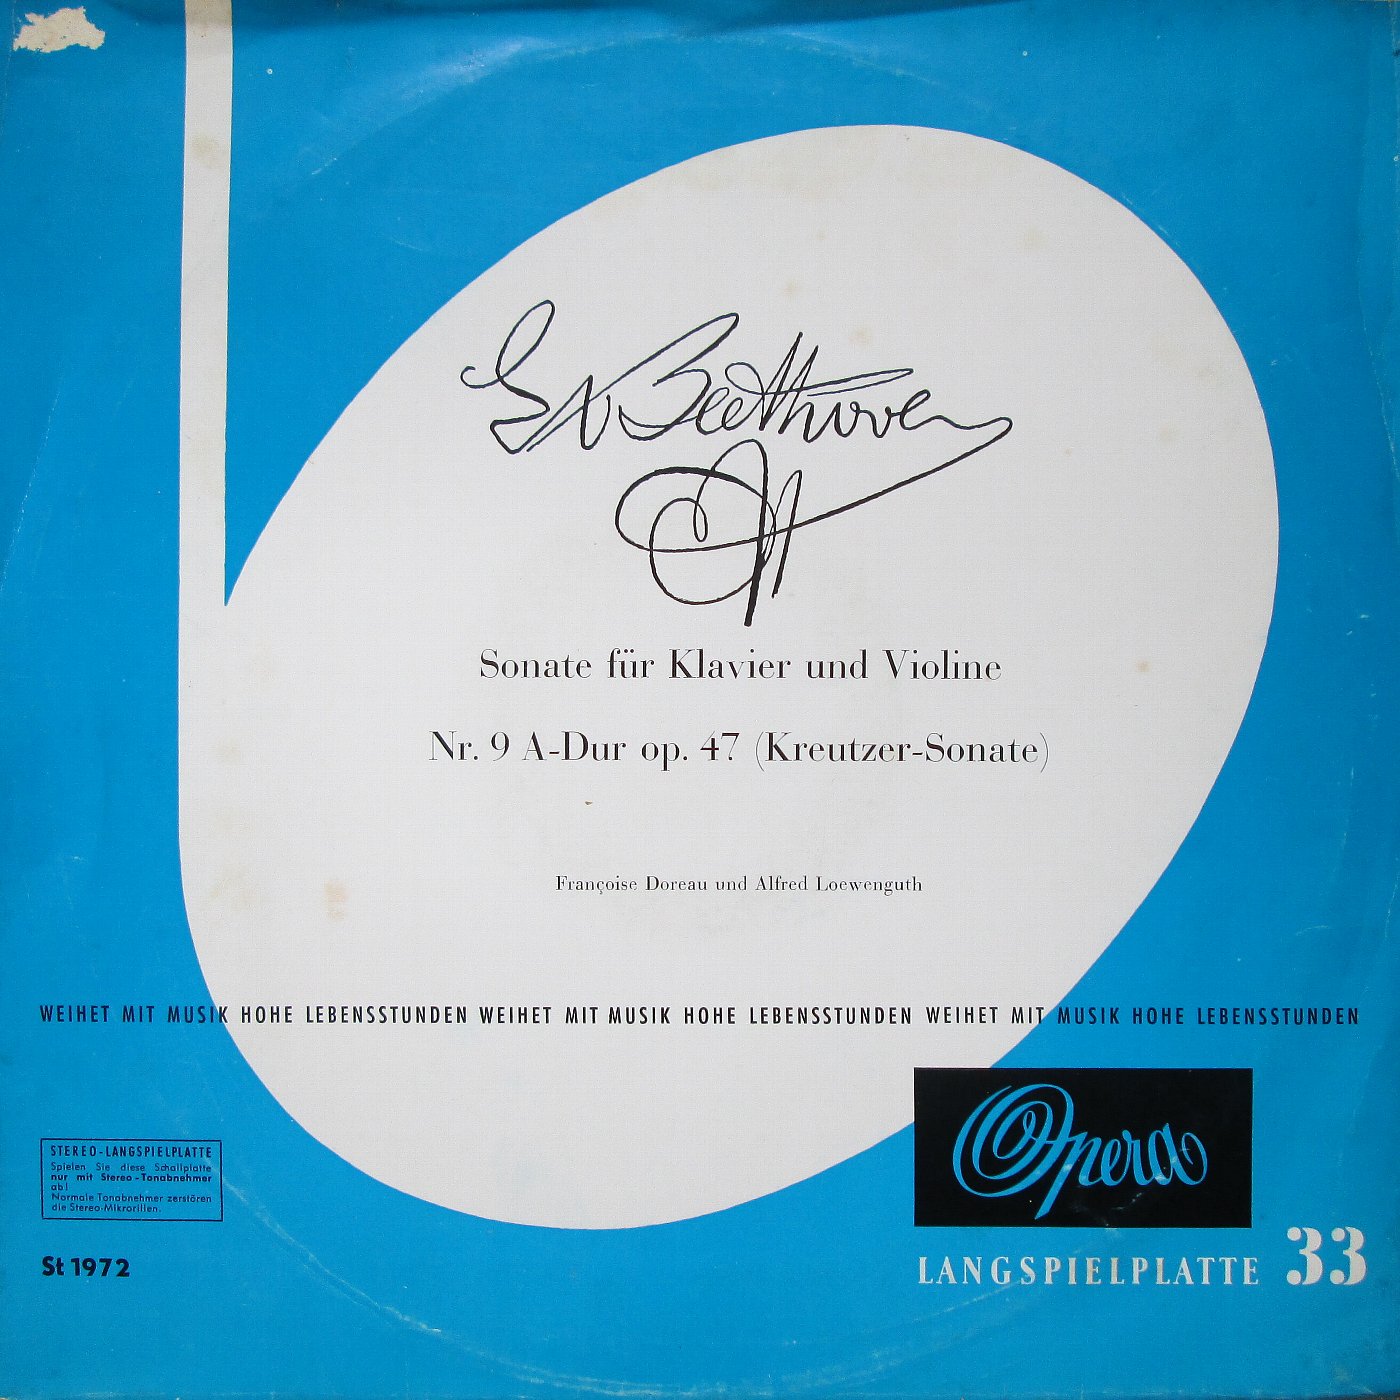 L v Beethoven
Sonate für Klavier und Violine
Nr. 9 A-Dur op. 47 (Kreutzer-Sonate)
Françoise Doreau und Alfred Loewenguth
WEIHET MIT MUSIK HOHE LEBENSSTUNDEN WEIHET MIT MUSIK HOHE LEBENSSTUNDEN WEIHET MIT MUSIK HOHE LEBENSSTUNDEN
STEREO-LANGSPIELPLATTE
Spielen Sie diese Schallplatte
nur mit Stereo-Tonabnehmer
ab!
Normale Tonabnehmer zerstören
die Stereo-Mikrorillen.
St 1972
Opera
LANGSPIELPLATTE 33